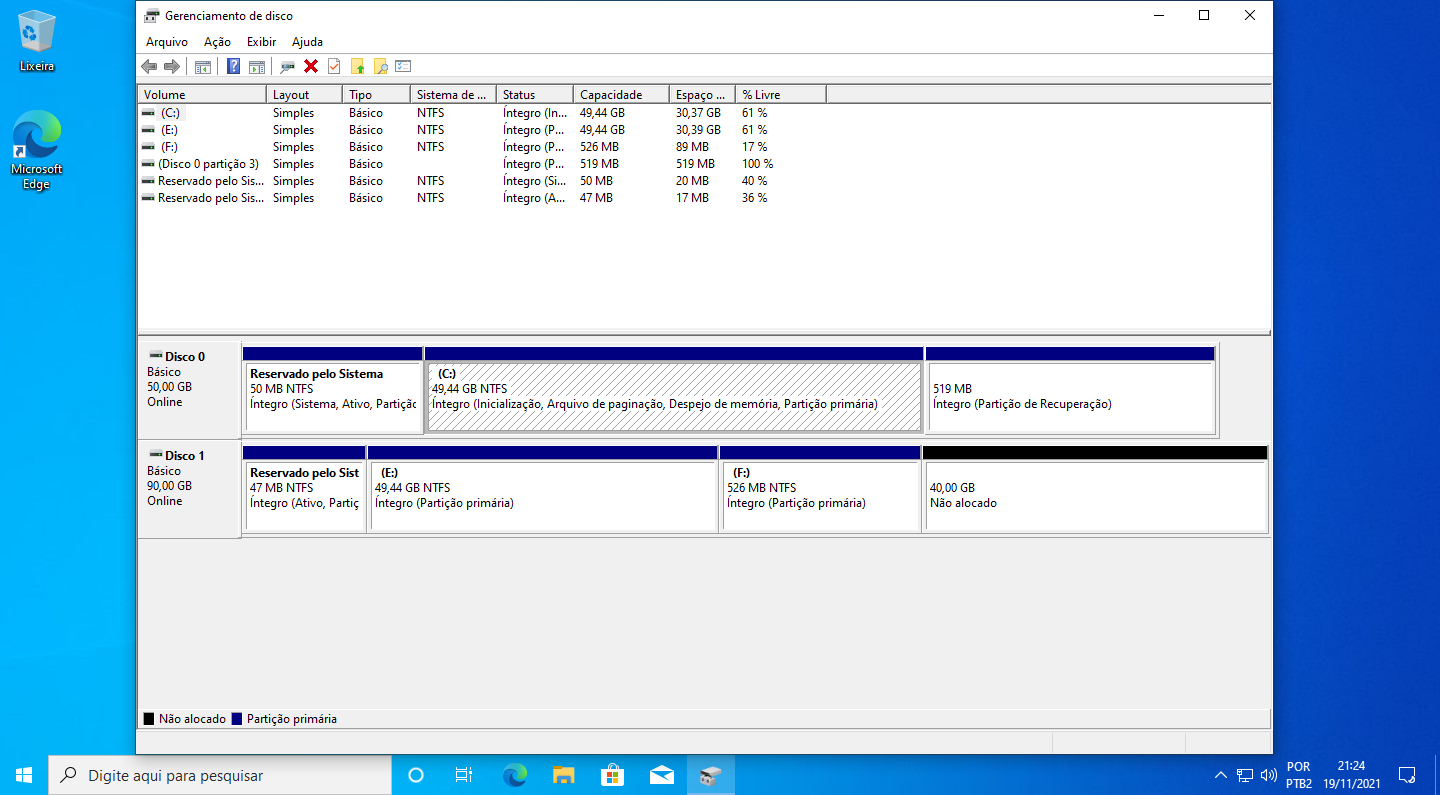 Lixeira
Microsoft
Edge
Gerenciamento de disco
Arquivo Ação Exibir Ajuda
Volume Layout Tipo Sistema de ... Status Capacidade Espaço ... % Livre
(C:) Simples Básico NTFS Íntegro (In... 49,44 GB 30,37 GB 61 %
(E:) Simples Básico NTFS Íntegro (P... 49,44 GB 30,39 GB 61 %
(F:) Simples Básico NTFS Íntegro (P... 526 MB 89 MB 17 %
(Disco 0 partição 3) Simples Básico Íntegro (P... 519 MB 519 MB 100 %
Reservado pelo Sis... Simples Básico NTFS Íntegro (Si... 50 MB 20 MB 40 %
Reservado pelo Sis... Simples Básico NTFS Íntegro (A... 47 MB 17 MB 36 %
Disco 0
Básico
50,00 GB
Online
Reservado pelo Sistema
50 MB NTFS
Íntegro (Sistema, Ativo, Partição
(C:)
49,44 GB NTFS
Íntegro (Inicialização, Arquivo de paginação, Despejo de memória, Partição primária)
519 MB
Íntegro (Partição de Recuperação)
Disco 1
Básico
90,00 GB
Online
Reservado pelo Sist
47 MB NTFS
Íntegro (Ativo, Partiç
(E:)
49,44 GB NTFS
Íntegro (Partição primária)
(F:)
526 MB NTFS
Íntegro (Partição primária)
40,00 GB
Não alocado
Não alocado Partição primária
Digite aqui para pesquisar
POR
PTB2
21:24
19/11/2021